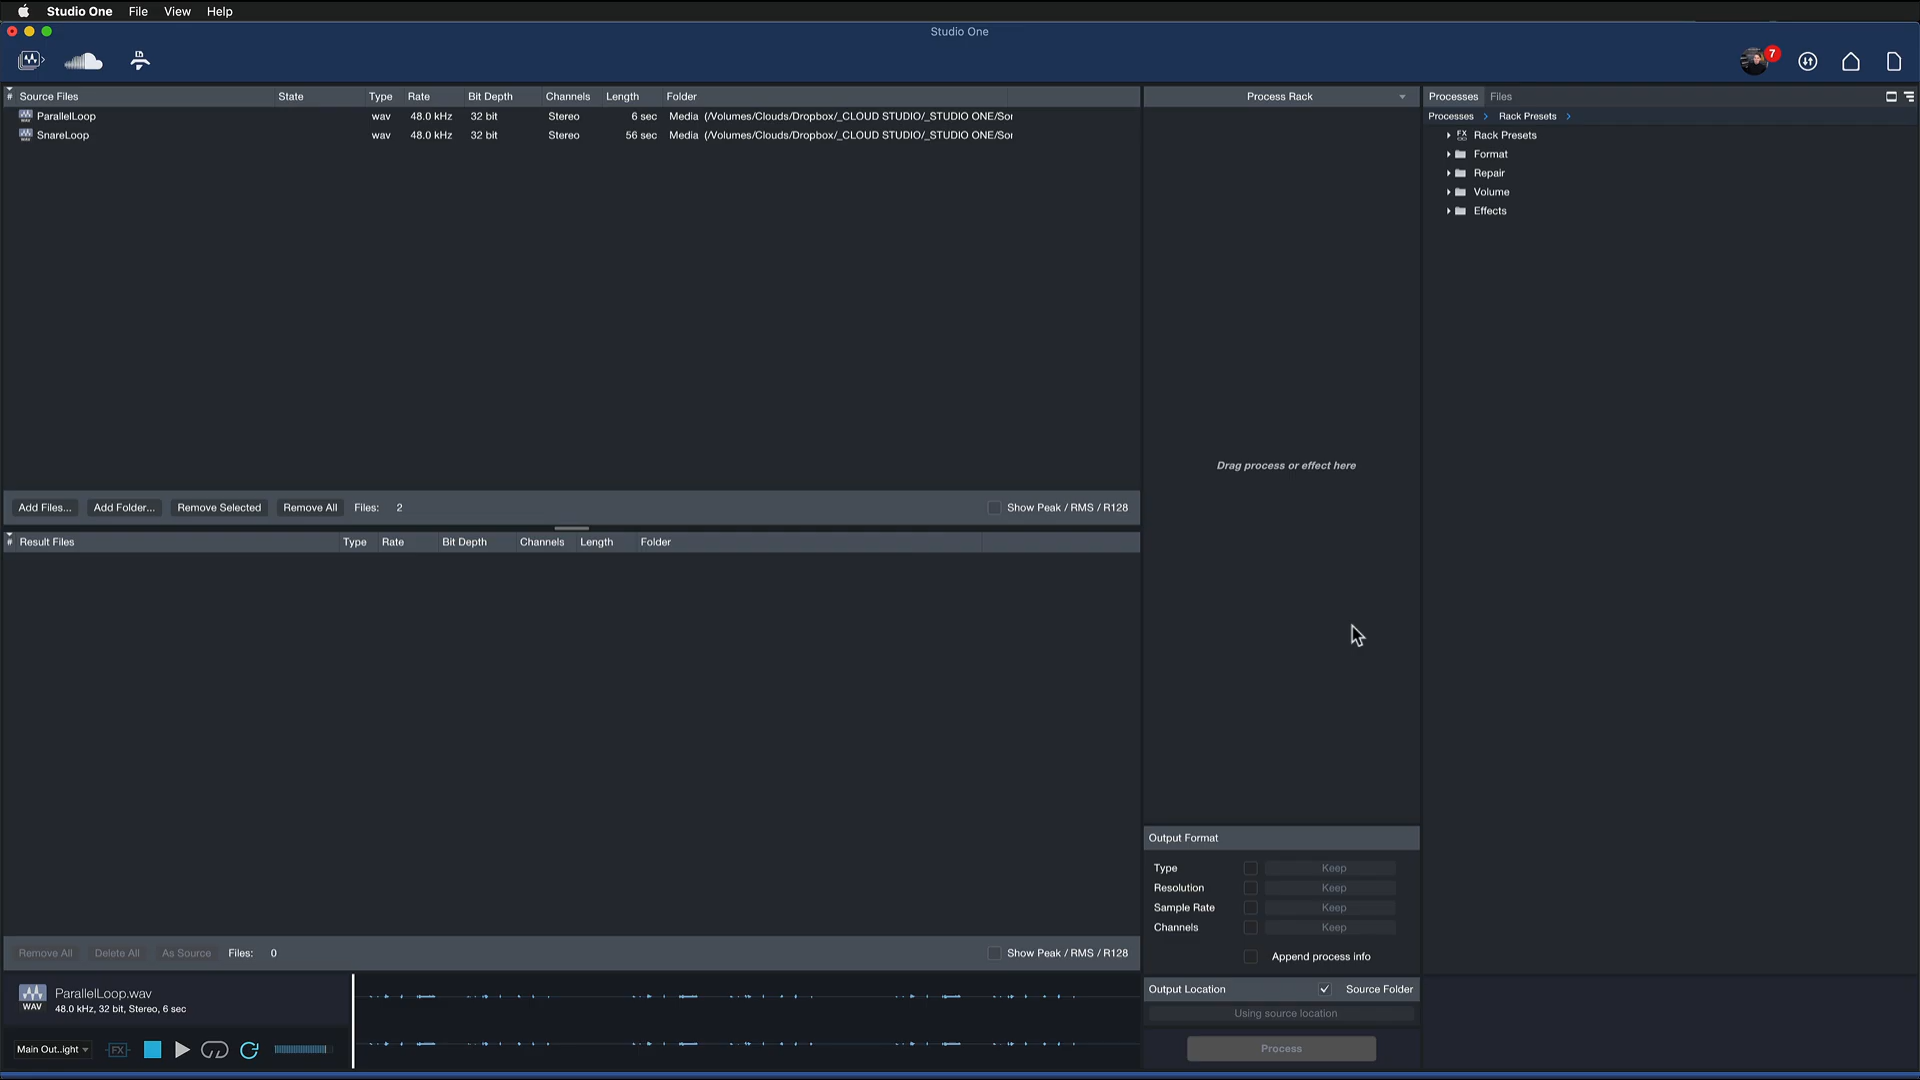 Studio One File View Help
Studio One
7
# Source Files State Type Rate Bit Depth Channels Length Folder
ParallelLoop wav 48.0 kHz 32 bit Stereo 6 sec Media (/Volumes/Clouds/Dropbox/_CLOUD STUDIO/_STUDIO ONE/Sor
SnareLoop wav 48.0 kHz 32 bit Stereo 56 sec Media (/Volumes/Clouds/Dropbox/_CLOUD STUDIO/_STUDIO ONE/Sor
Add Files... Add Folder... Remove Selected Remove All Files: 2 Show Peak / RMS / R128
# Result Files Type Rate Bit Depth Channels Length Folder
Remove All Delete All As Source Files: 0 Show Peak / RMS / R128
WAV
ParallelLoop.wav
48.0 kHz, 32 bit, Stereo, 6 sec
Main Out..ight FX
Process Rack
Drag process or effect here
Output Format
Type Keep
Resolution Keep
Sample Rate Keep
Channels Keep
Append process info
Output Location Source Folder
Using source location
Process
Processes Files
Processes Rack Presets
FX Rack Presets
Format
Repair
Volume
Effects